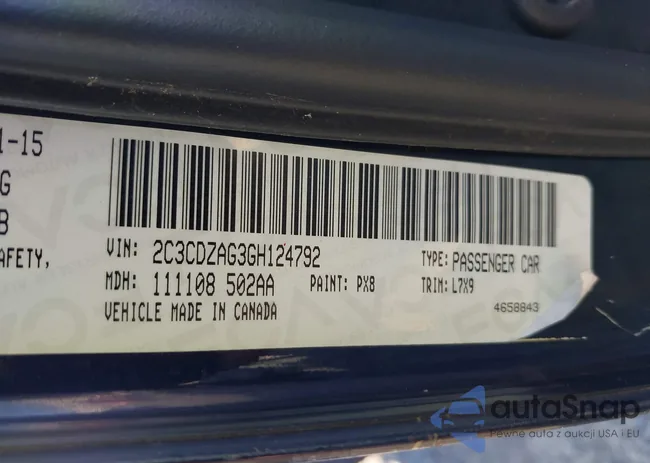 1-15
G
B
AFETY,
VIN: 2C3CDZAG3GH124792
TYPE: PASSENGER CAR
MDH: 111108 502AA
PAINT: PX8
TRIM: L7X9
VEHICLE MADE IN CANADA
4658843
autaSnap
Pewne auta z aukcji USA i EU